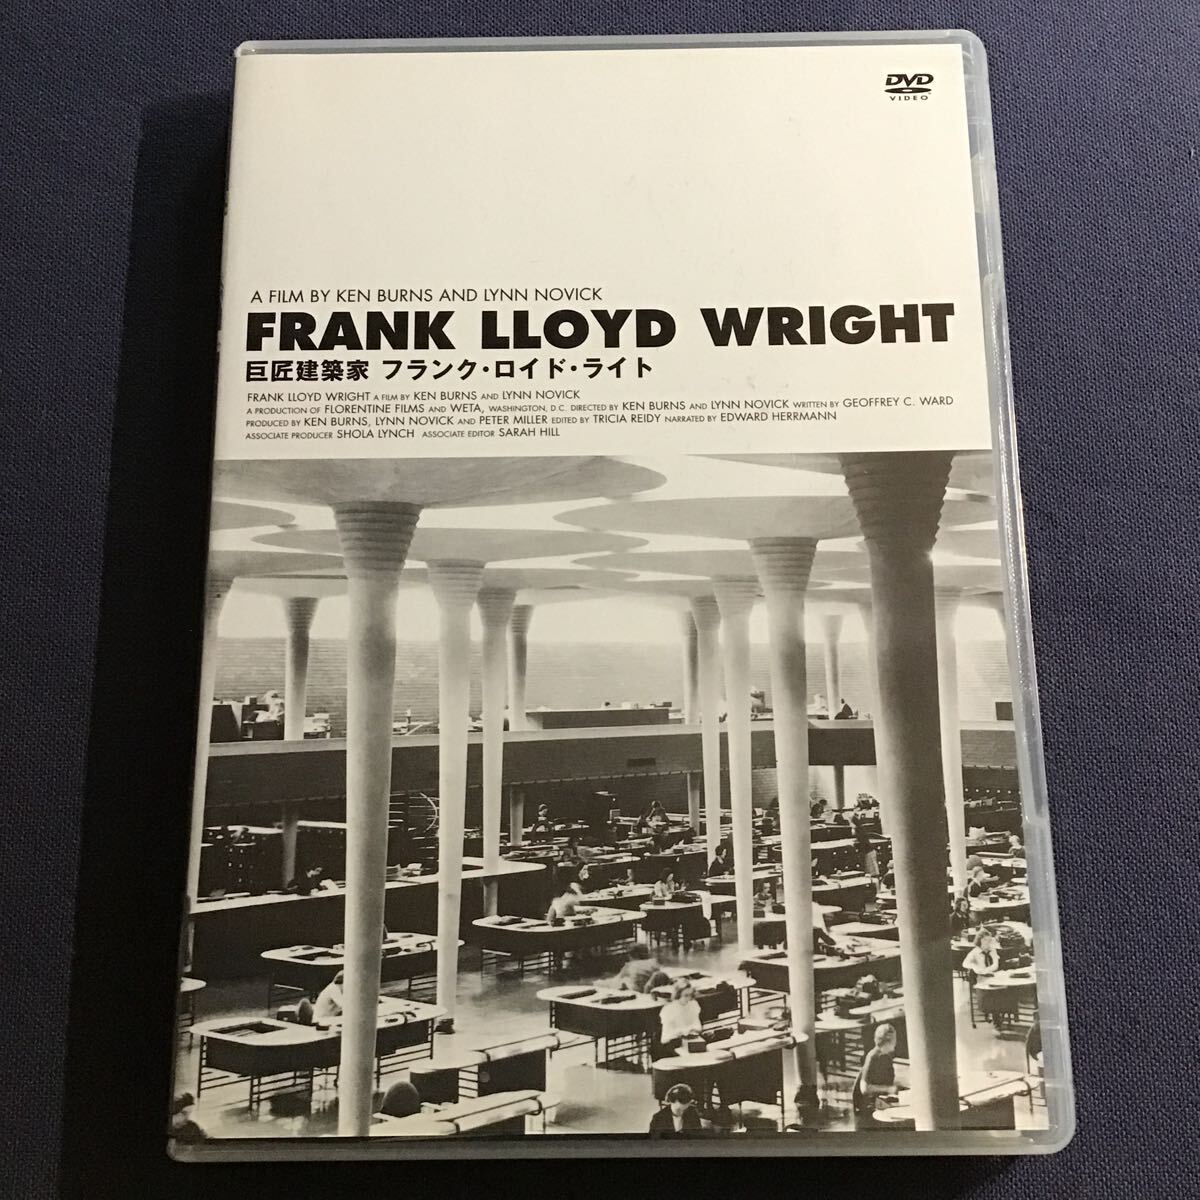 DVD
VIDEO
A FILM BY KEN BURNS AND LYNN NOVICK
FRANK LLOYD WRIGHT
巨匠建築家 フランク・ロイド・ライト
FRANK LLOYD WRIGHT A FILM BY KEN BURNS AND LYNN NOVICK
A PRODUCTION OF FLORENTINE FILMS AND WETA, WASHINGTON, D.C. DIRECTED BY KEN BURNS AND LYNN NOVICK WRITTEN BY GEOFFREY C. WARD
PRODUCED BY KEN BURNS, LYNN NOVICK AND PETER MILLER EDITED BY TRICIA REIDY NARRATED BY EDWARD HERRMANN
ASSOCIATE PRODUCER SHOLA LYNCH ASSOCIATE EDITOR SARAH HILL